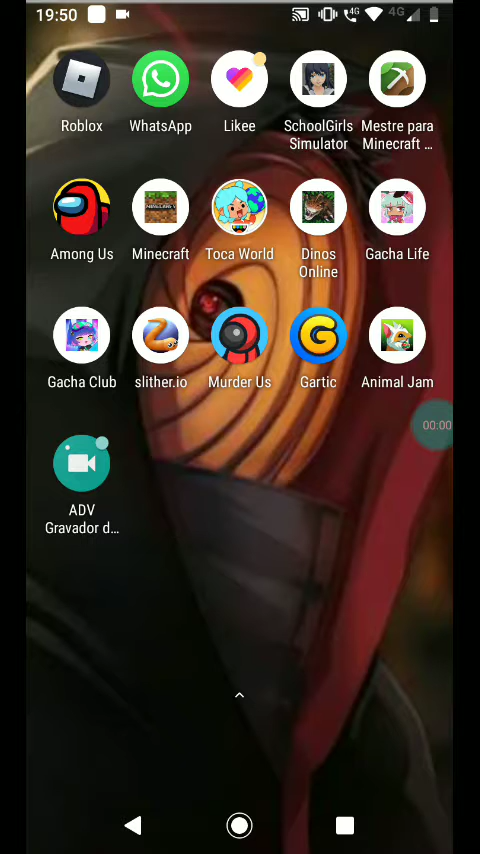 19:50 4G 4G
Roblox WhatsApp Likee SchoolGirls Simulator Mestre para Minecraft ...
Among Us Minecraft Toca World Dinos Online Gacha Life
Gacha Club slither.io Murder Us Gartic Animal Jam
00:00
ADV
Gravador d...